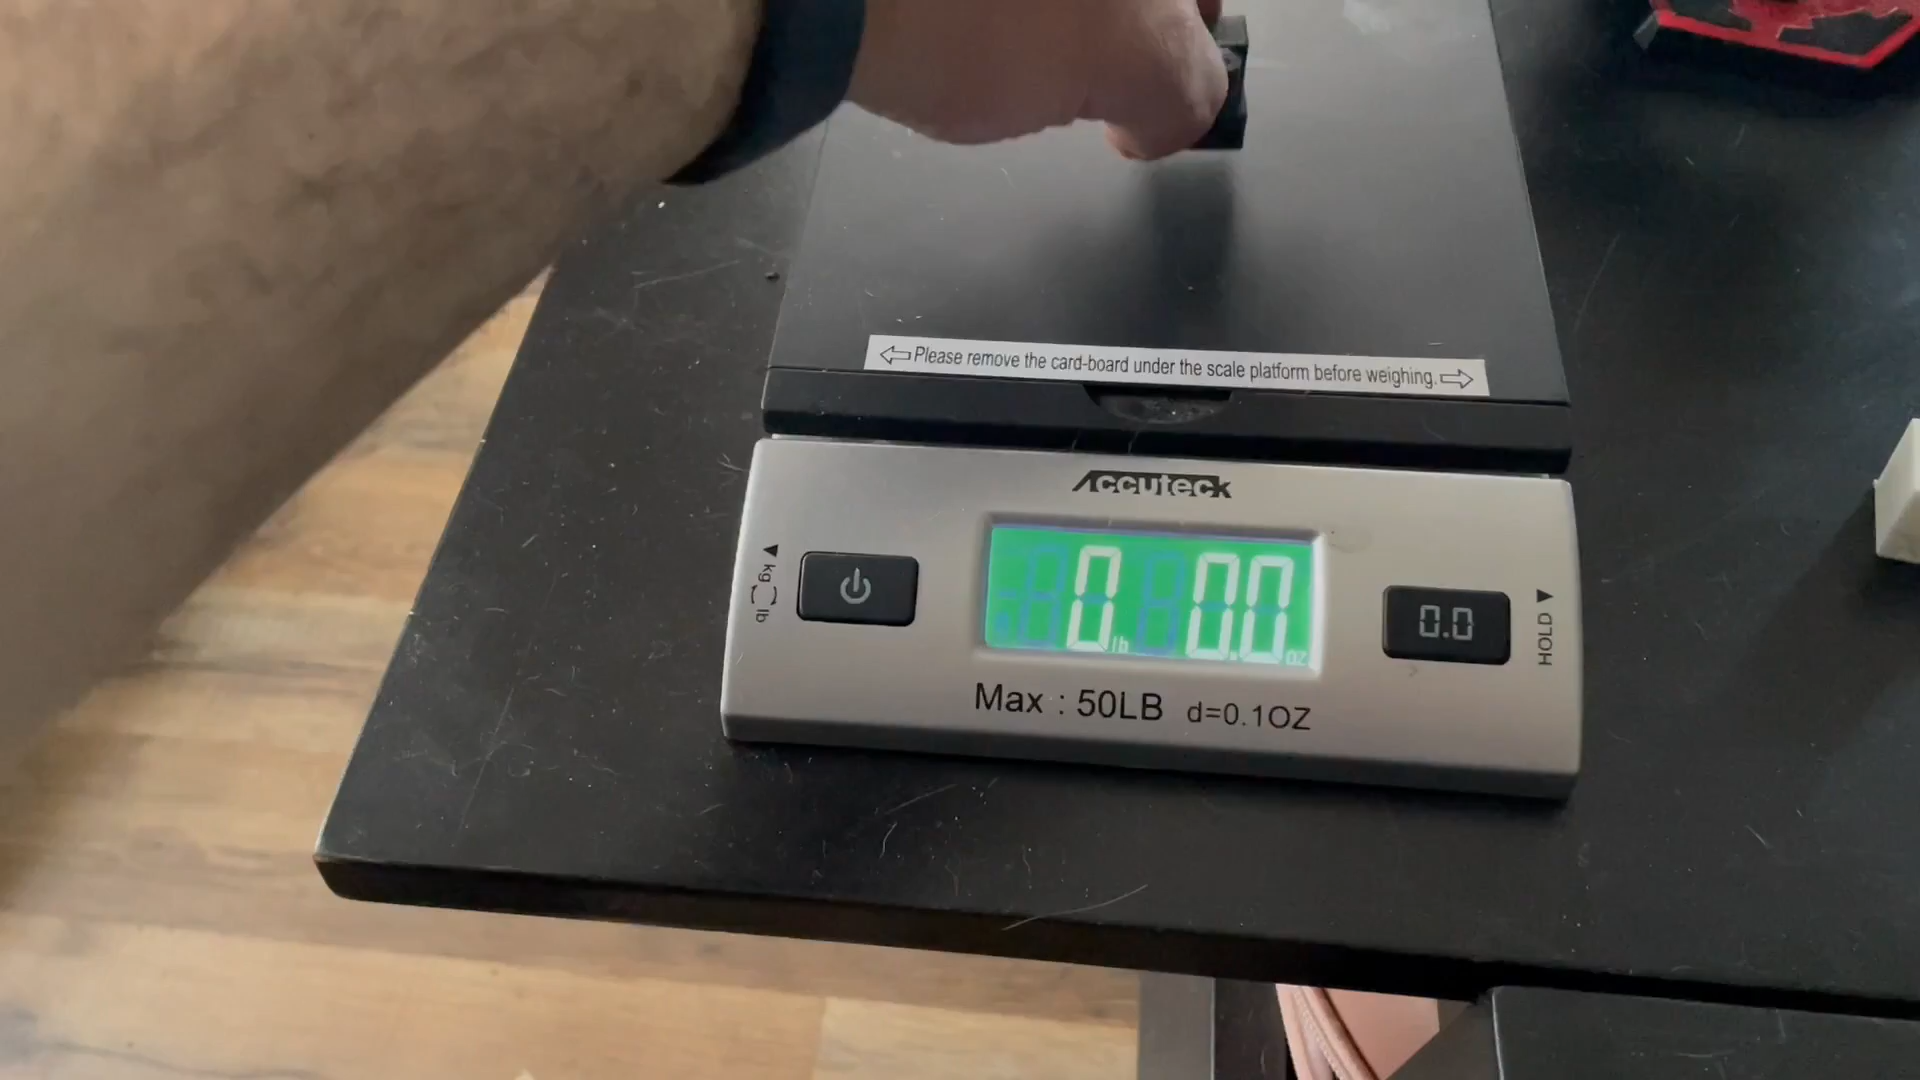 Please remove the card-board under the scale platform before weighing.
Accuteck
kg lb
0 lb 0.0 oz
0.0
HOLD
Max : 50LB d=0.1OZ